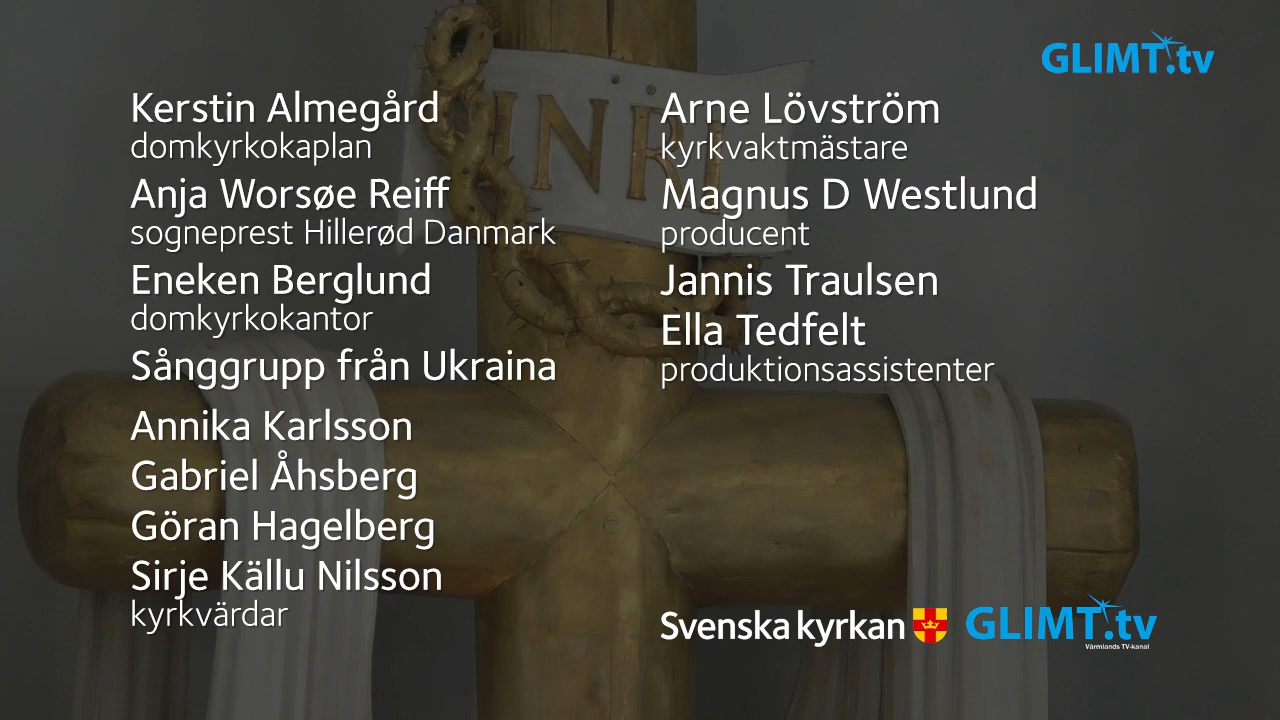 GLIMT.tv
INRI
Kerstin Almegård
domkyrkokaplan
Anja Worsøe Reiff
sogneprest Hillerød Danmark
Eneken Berglund
domkyrkokantor
Sånggrupp från Ukraina
Annika Karlsson
Gabriel Åhsberg
Göran Hagelberg
Sirje Källu Nilsson
kyrkvärdar
Arne Lövström
kyrkvaktmästare
Magnus D Westlund
producent
Jannis Traulsen
Ella Tedfelt
produktionsassistenter
Svenska kyrkan
GLIMT.tv
Värmlands TV-kanal